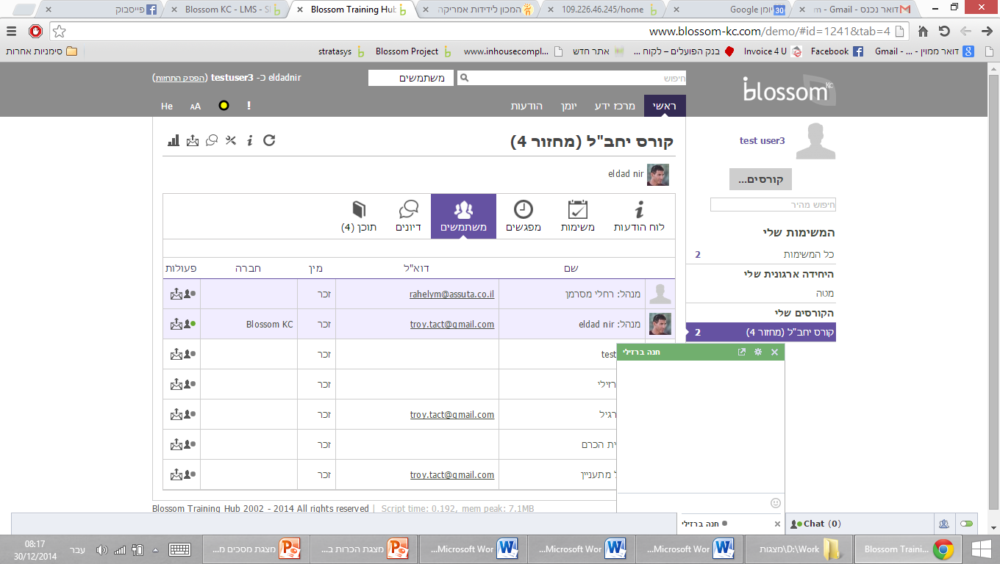 דואר נכנס - Gmail - m
יומן Google
109.226.46.245/home
המכון לידידות אמריקה
Blossom Training Hub
Blossom KC - LMS - S
פייסבוק
www.blossom-kc.com/demo/#id=1241&tab=4
דואר ממוין - ... - Gmail
Facebook
Invoice 4 U
בנק הפועלים – לקוח ...
אתר חדש
www.inhousecompl...
Blossom Project
stratasys
סימניות אחרות
blossom KC
חיפוש
משתמשים
eldadnir כ- testuser3 (הפסק התחזות)
ראשי
מרכז ידע
יומן
הודעות
!
AA
He
test user3
קורסים...
חיפוש מהיר
המשימות שלי
כל המשימות 2
היחידה ארגונית שלי
מטה
הקורסים שלי
קורס יחב"ל (מחזור 4) 2
קורס יחב"ל (מחזור 4)
eldad nir
לוח הודעות
משימות
מפגשים
משתמשים
דיונים
תוכן (4)
שם דוא"ל מין חברה פעולות
מנהל: רחלי מסרמן rahelym@assuta.co.il זכר
מנהל: eldad nir troy.tact@gmail.com זכר Blossom KC
test זכר
רזילי זכר
רגיל troy.tact@gmail.com זכר
ית הכרם זכר
ל מתעניין troy.tact@gmail.com זכר
חנה ברזילי
Blossom Training Hub 2002 - 2014 All rights reserved | Script time: 0.192, mem peak: 7.1MB
Chat (0)
חנה ברזילי
Blossom Traini...
D:\Work\מצגות
Microsoft Wor...
Microsoft Wor...
Microsoft Wor...
מצגת הכרות ב...
מצגת מסכים מ...
עבר
08:17
30/12/2014